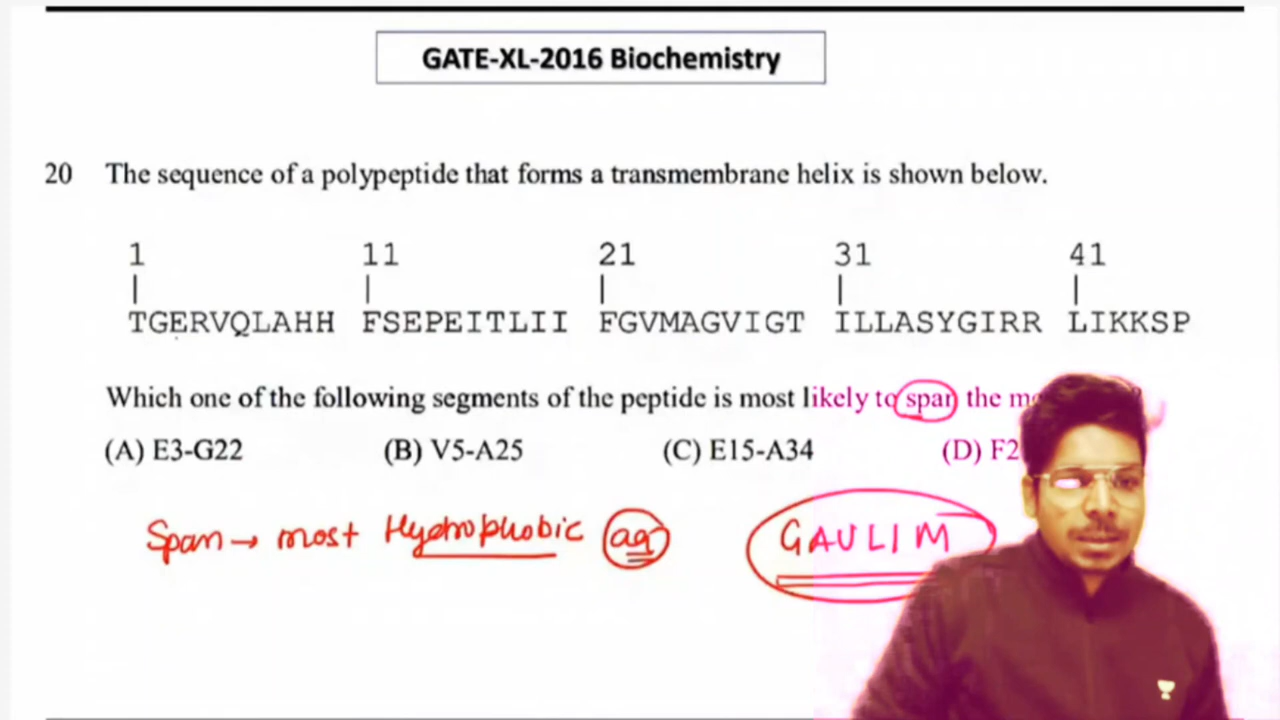 GATE-XL-2016 Biochemistry
20 The sequence of a polypeptide that forms a transmembrane helix is shown below.
1 11 21 31 41
| | | | |
TGERVQLAHH FSEPEITLII FGVMAGVIGT ILLASYGIRR LIKKSP
Which one of the following segments of the peptide is most likely to span the
(A) E3-G22 (B) V5-A25 (C) E15-A34 (D)
Span → most Hydrophobic aa GAVLIM